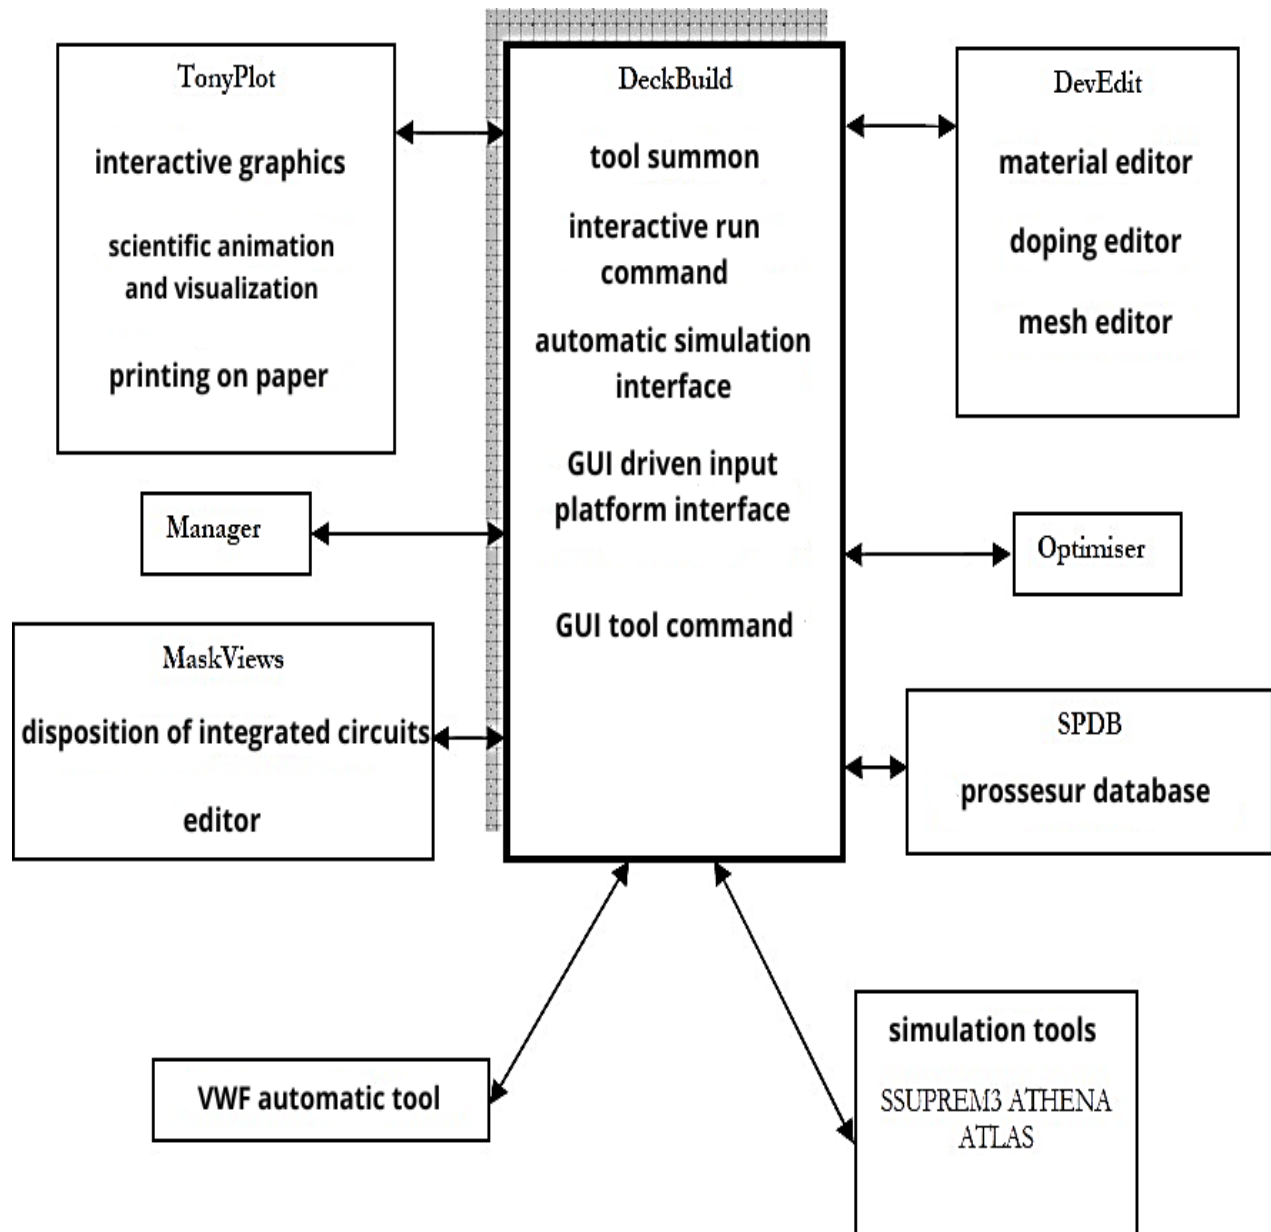 TonyPlot
interactive graphics
scientific animation
and visualization
printing on paper
DeckBuild
tool summon
interactive run
command
automatic simulation
interface
GUI driven input
platform interface
GUI tool command
DevEdit
material editor
doping editor
mesh editor
Manager
Optimiser
MaskViews
disposition of integrated circuits
editor
SPDB
prossesur database
VWF automatic tool
simulation tools
SSUPREM3 ATHENA
ATLAS